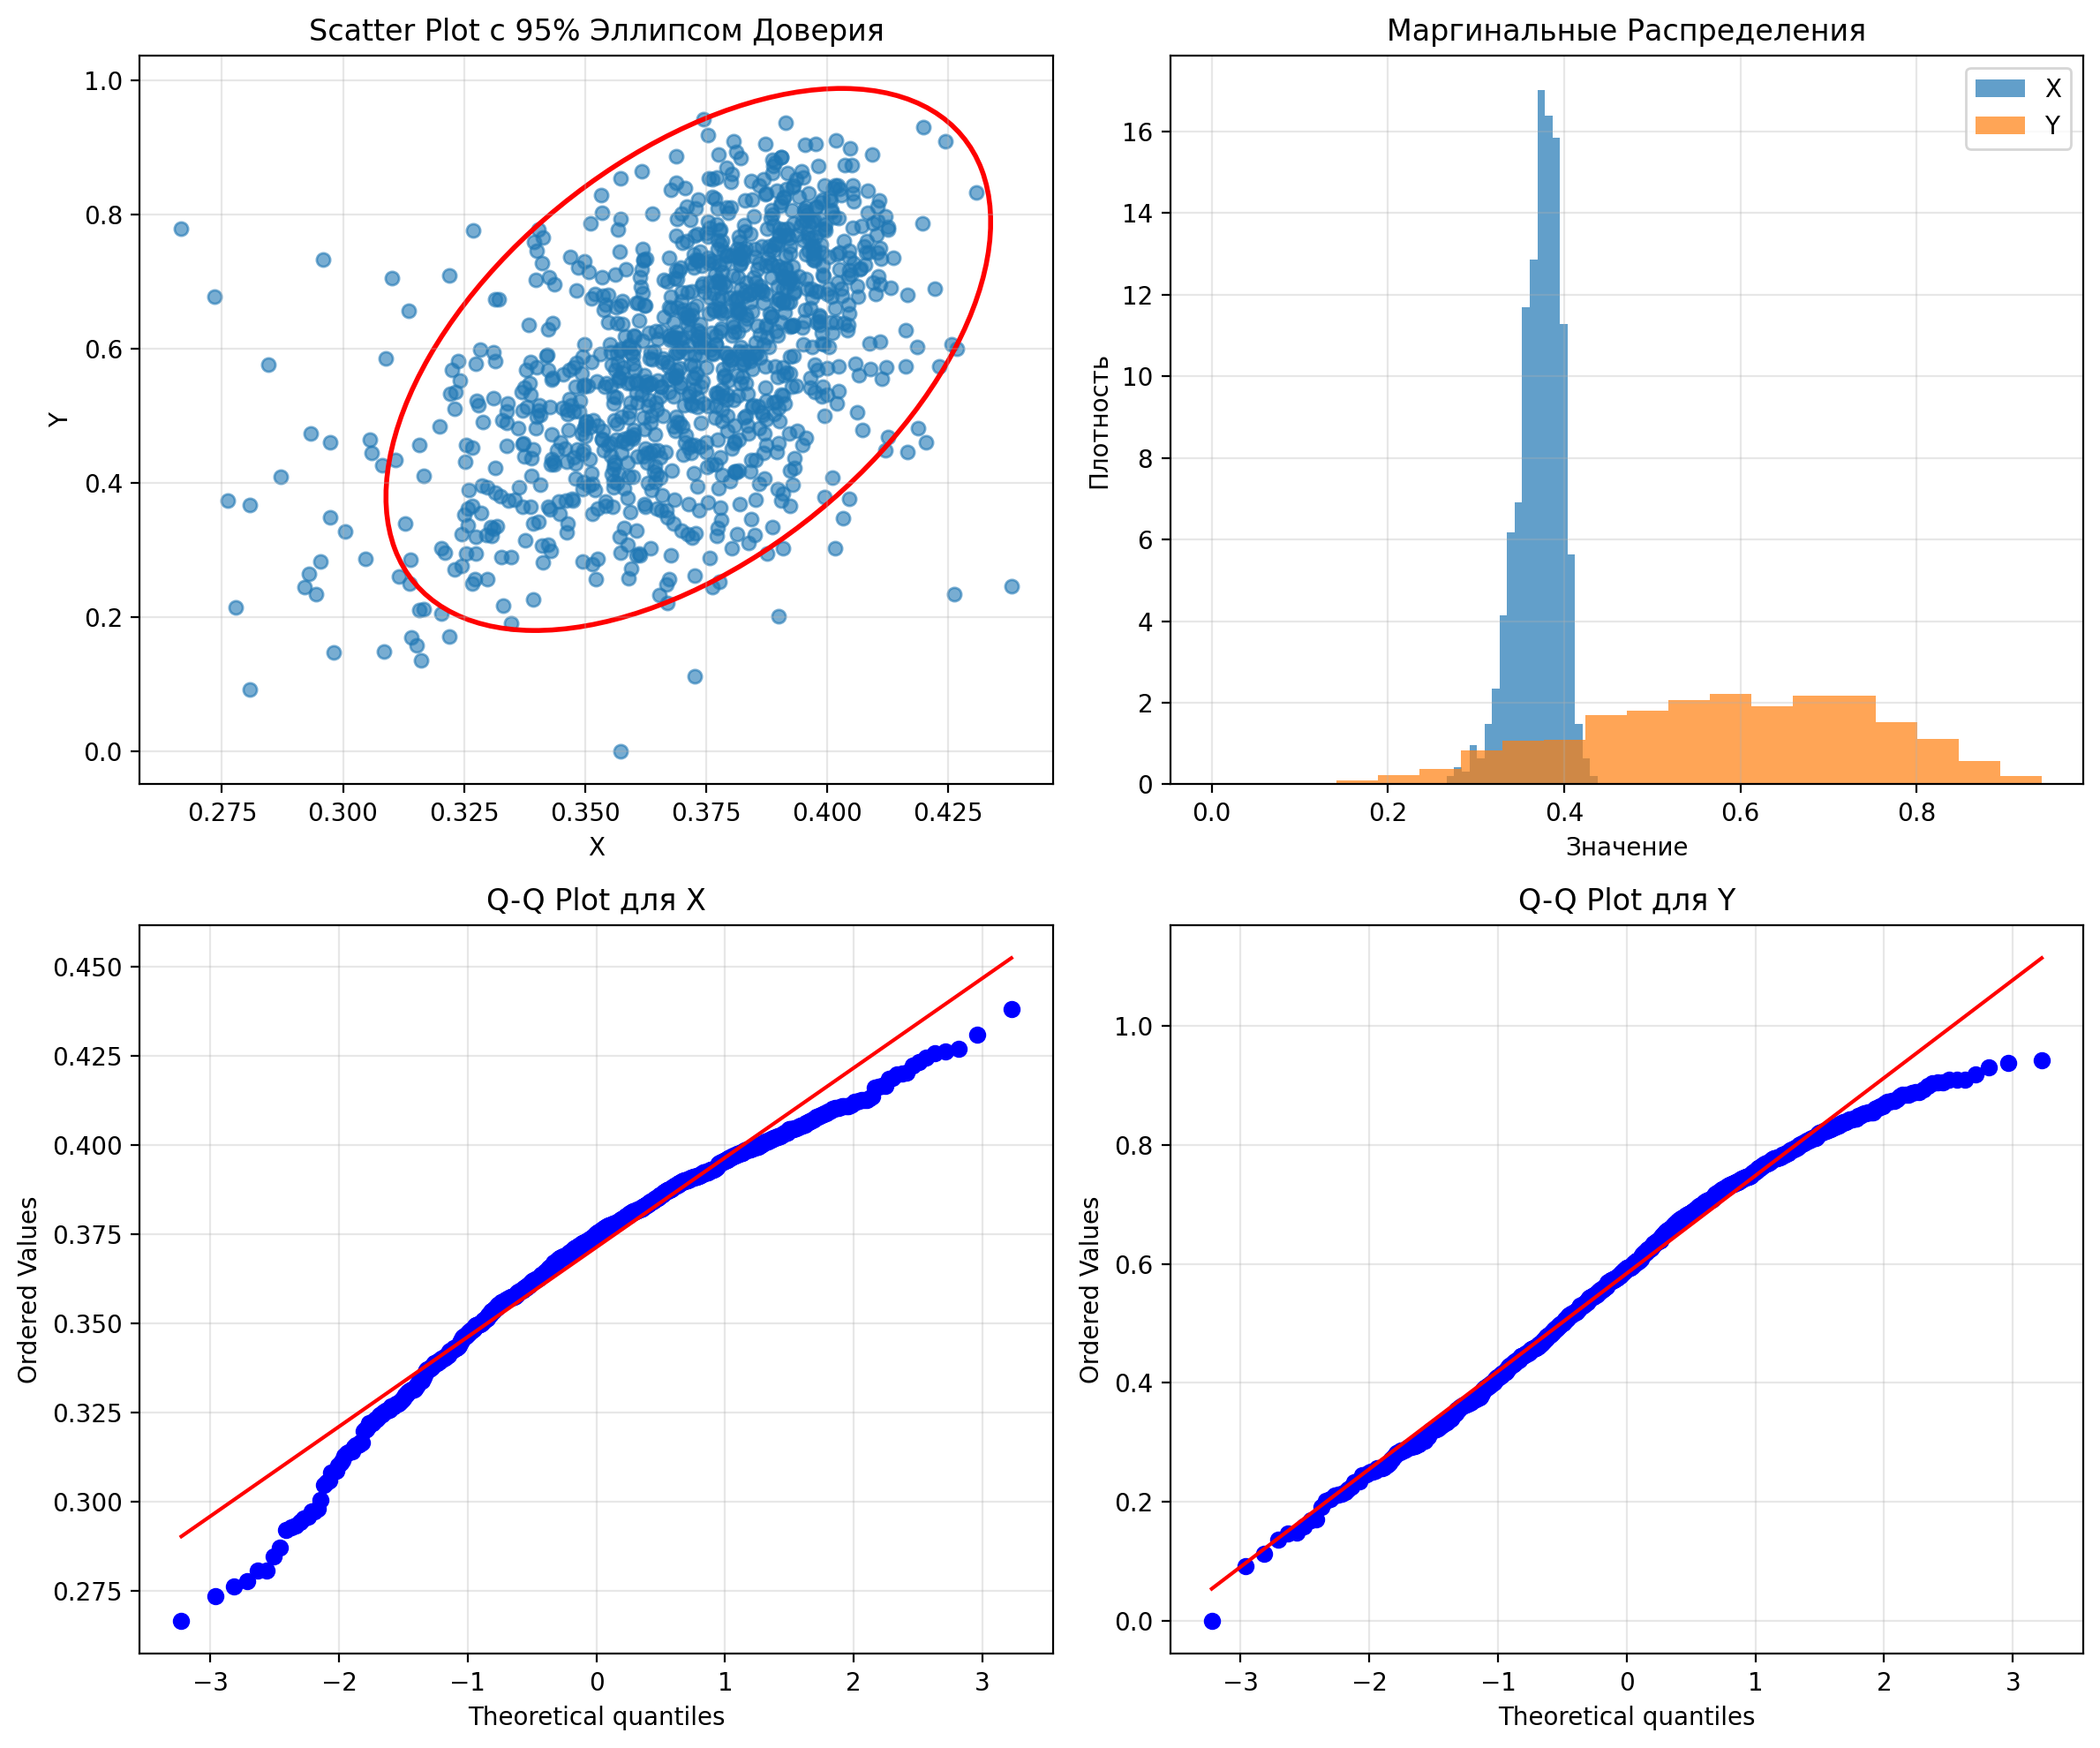 Scatter Plot с 95% Эллипсом Доверия
1.0
0.8
0.6
0.4
0.2
0.0
Y
0.275 0.300 0.325 0.350 0.375 0.400 0.425
X
Маргинальные Распределения
X
Y
16
14
12
10
8
6
4
2
0
Плотность
0.0 0.2 0.4 0.6 0.8
Значение
Q-Q Plot для X
0.450
0.425
0.400
0.375
0.350
0.325
0.300
0.275
Ordered Values
−3 −2 −1 0 1 2 3
Theoretical quantiles
Q-Q Plot для Y
1.0
0.8
0.6
0.4
0.2
0.0
Ordered Values
−3 −2 −1 0 1 2 3
Theoretical quantiles